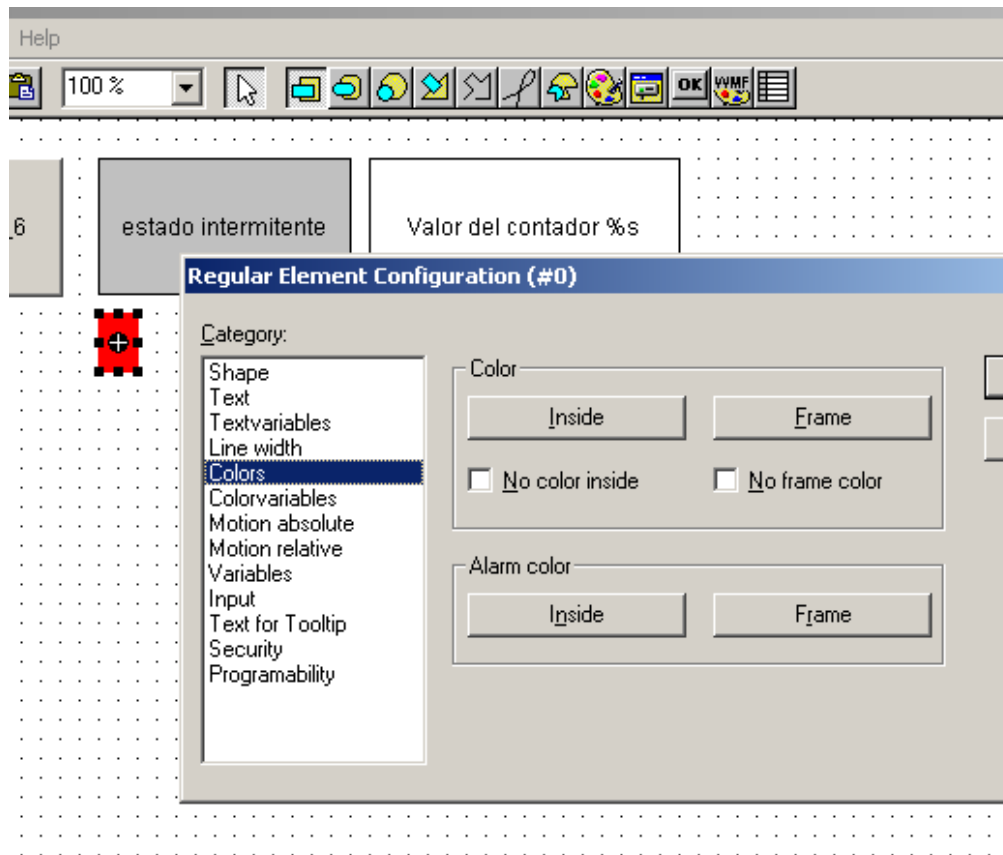 Help
100 %
OK
WMF
_6
estado intermitente
Valor del contador %s
Regular Element Configuration (#0)
Category:
Shape
Text
Textvariables
Line width
Colors
Colorvariables
Motion absolute
Motion relative
Variables
Input
Text for Tooltip
Security
Programability
Color
Inside
Frame
No color inside
No frame color
Alarm color
Inside
Frame